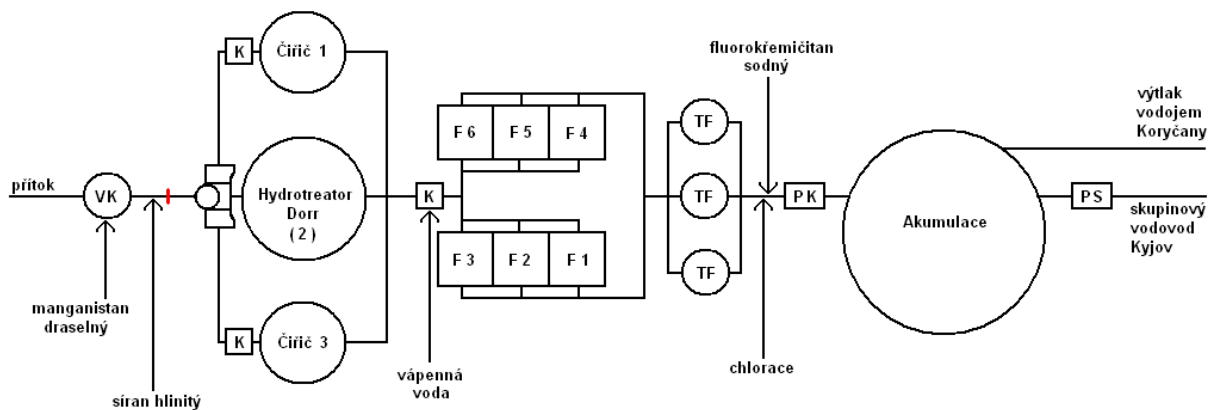 přítok
VK
manganistan
draselný
síran hlinitý
K
Čiřič 1
Hydrotreator
Dorr
( 2 )
K
Čiřič 3
K
vápenná
voda
F 6
F 5
F 4
F 3
F 2
F 1
TF
TF
TF
fluorokřemičitan
sodný
chlorace
PK
Akumulace
výtlak
vodojem
Koryčany
PS
skupinový
vodovod
Kyjov